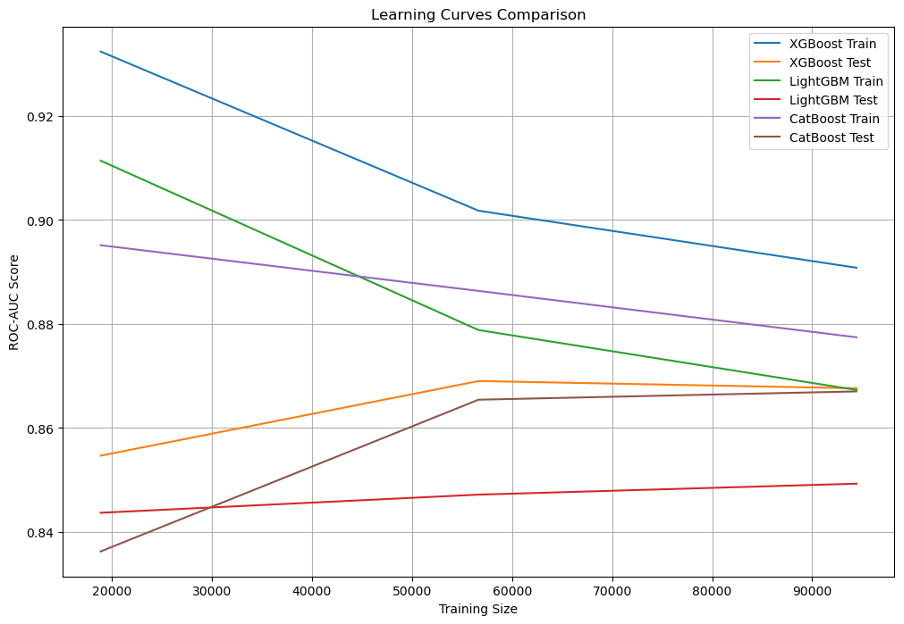 Learning Curves Comparison
XGBoost Train
XGBoost Test
LightGBM Train
LightGBM Test
CatBoost Train
CatBoost Test
ROC-AUC Score
0.92
0.90
0.88
0.86
0.84
20000 30000 40000 50000 60000 70000 80000 90000
Training Size